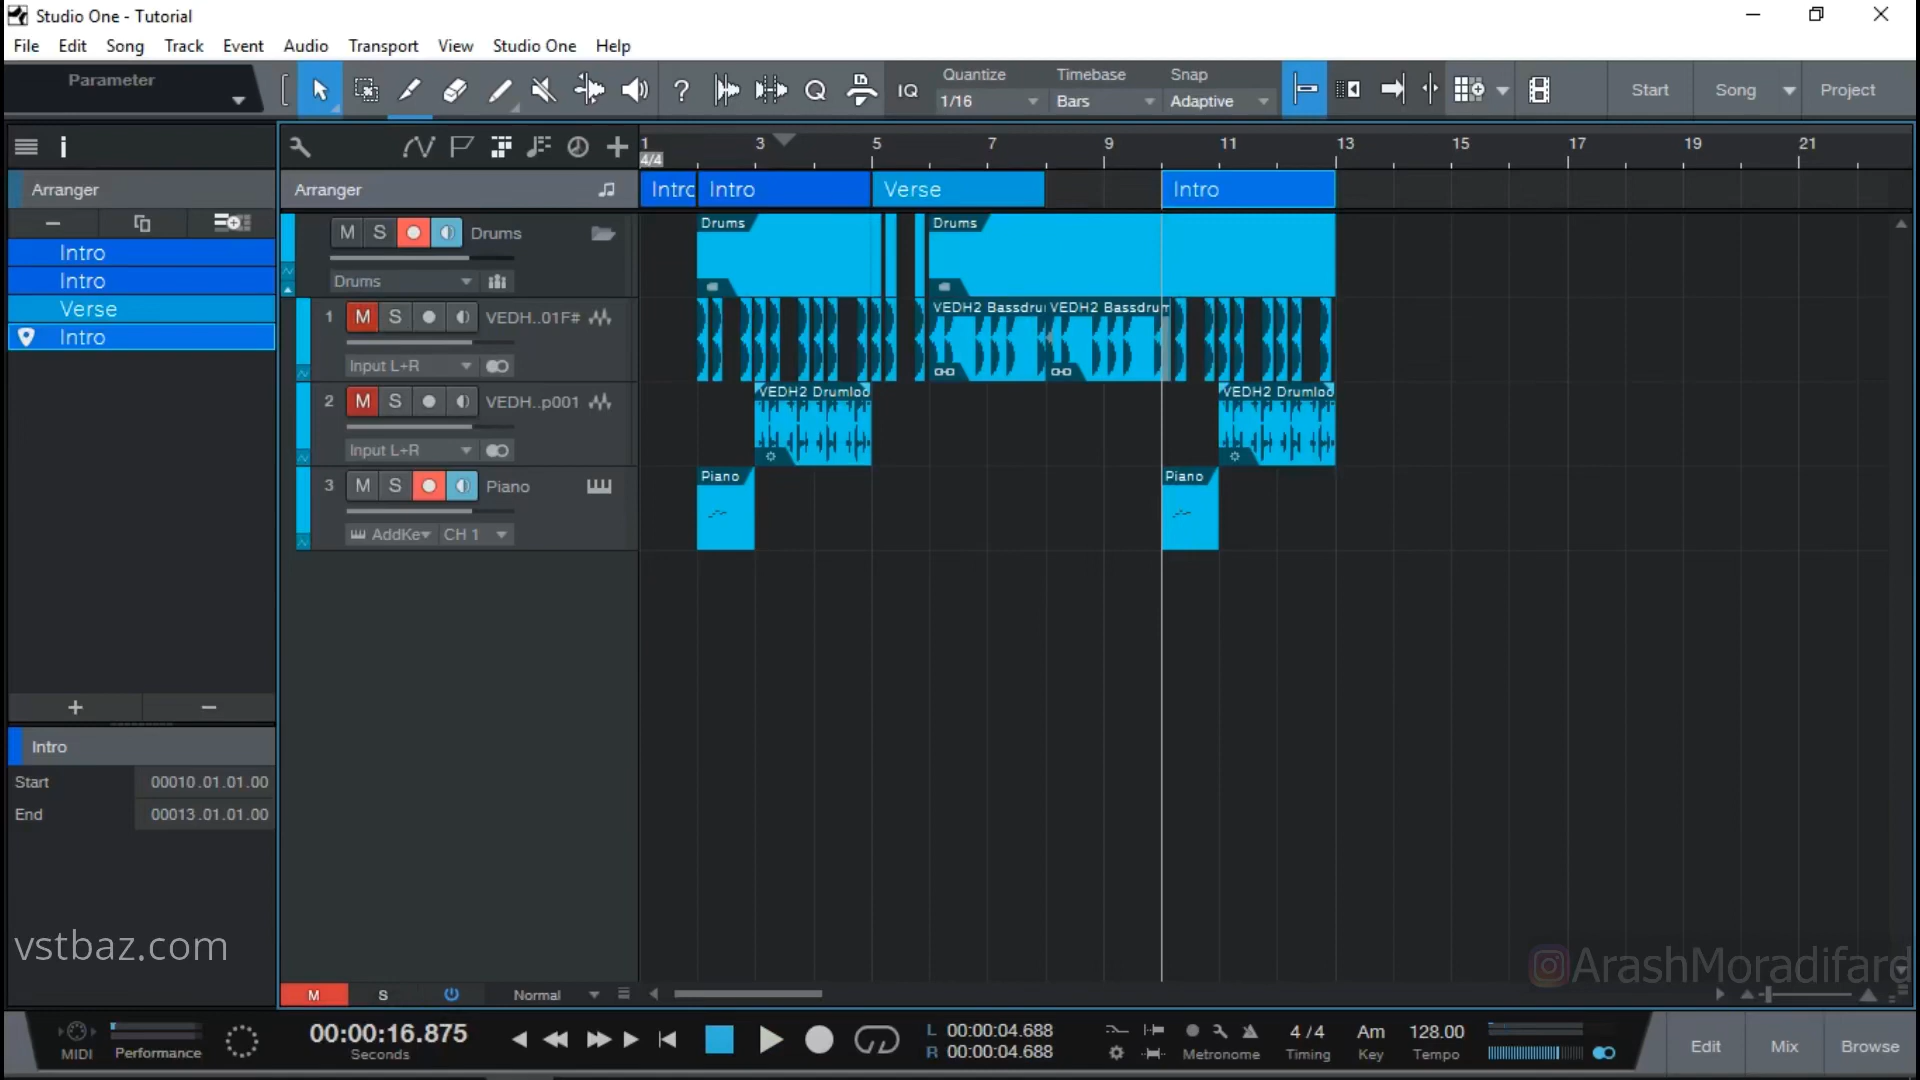 Studio One - Tutorial
File Edit Song Track Event Audio Transport View Studio One Help
Parameter
? Q IQ
Quantize Timebase Snap
1/16 Bars Adaptive
Start Song Project
i
1 3 5 7 9 11 13 15 17 19 21
4/4
Arranger
Arranger
Intro Intro Verse Intro
Intro
Intro
Verse
Intro
M S Drums
Drums
Drums Drums
1 M S VEDH..01F#
Input L+R
VEDH2 Bassdru VEDH2 Bassdrum
2 M S VEDH..p001
Input L+R
VEDH2 Drumloo VEDH2 Drumloo
3 M S Piano
AddKe CH 1
Piano Piano
+ −
Intro
Start 00010.01.01.00
End 00013.01.01.00
vstbaz.com
ArashMoradifard
M S Normal
MIDI Performance
00:00:16.875
Seconds
L 00:00:04.688
R 00:00:04.688
Metronome
4 / 4
Timing
Am
Key
128.00
Tempo
Edit Mix Browse